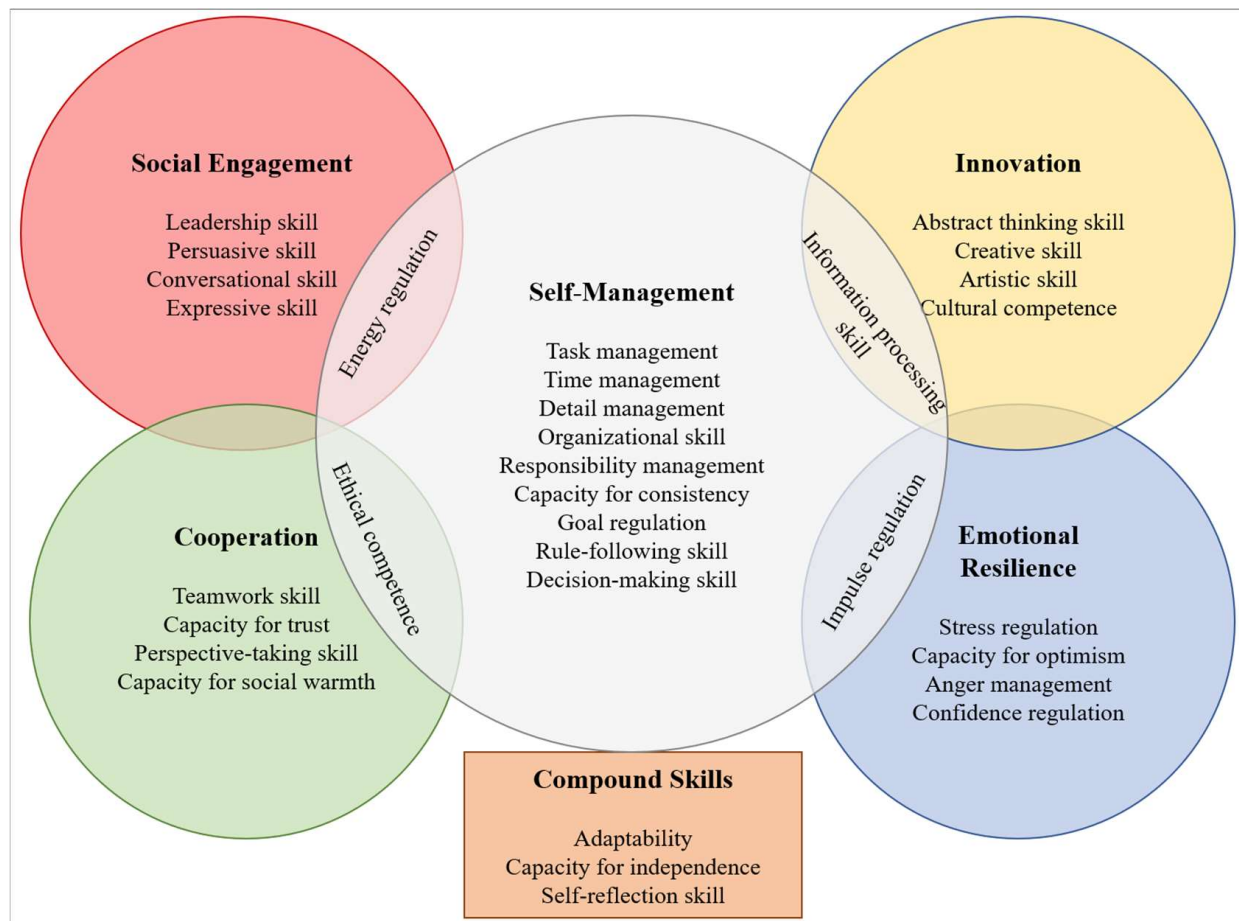 Social Engagement
Leadership skill
Persuasive skill
Conversational skill
Expressive skill
Energy regulation
Innovation
Abstract thinking skill
Creative skill
Artistic skill
Cultural competence
Information processing
skill
Self-Management
Task management
Time management
Detail management
Organizational skill
Responsibility management
Capacity for consistency
Goal regulation
Rule-following skill
Decision-making skill
Cooperation
Teamwork skill
Capacity for trust
Perspective-taking skill
Capacity for social warmth
Ethical competence
Impulse regulation
Emotional
Resilience
Stress regulation
Capacity for optimism
Anger management
Confidence regulation
Compound Skills
Adaptability
Capacity for independence
Self-reflection skill